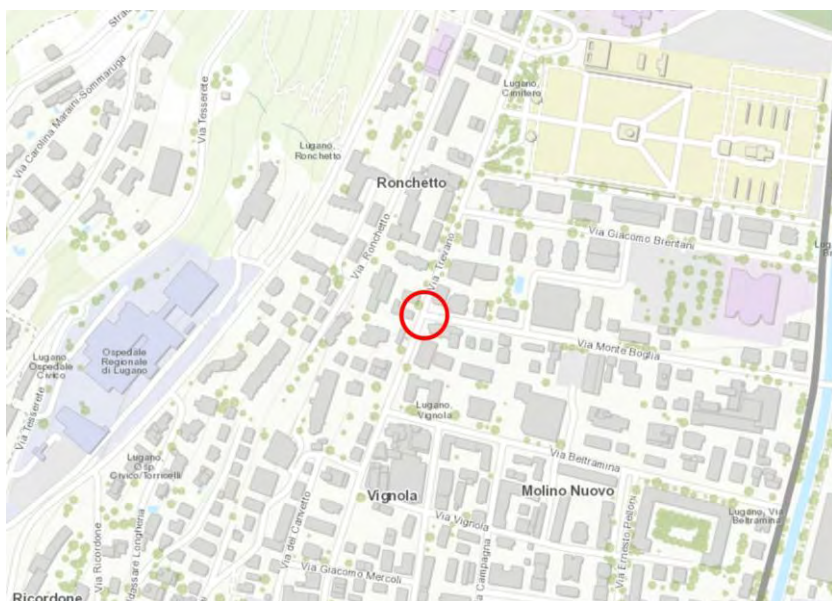 Via Carolina Maraini-Sommaruga
Via Tesserete
Lugano,
Cimitero
Lugano,
Ronchetto
Ronchetto
Via Ronchetto
Via Trevano
Via Giacomo Brentani
Via Monte Boglia
Ospedale
Regionale
di Lugano
Lugano
Ospedale
Civico
Via Tesserete
Lugano,
Vignola
Lugano,
Osp.
Civico/Torricelli
Via Beltramina
Vignola
Molino Nuovo
Via Vignola
Lugano, Via
Beltramina
Via del Canvetto
Via Ricordone
Via Ernesto Pelloni
Via Giacomo Mercoli
Campagna
Ricordone